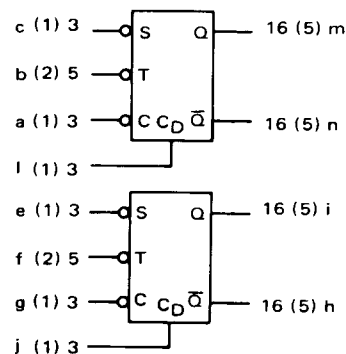 c (1) 3 S Q 16 (5) m
b (2) 5 T
a (1) 3 C C_D Q̅ 16 (5) n
l (1) 3
e (1) 3 S Q 16 (5) i
f (2) 5 T
g (1) 3 C C_D Q̅ 16 (5) h
j (1) 3